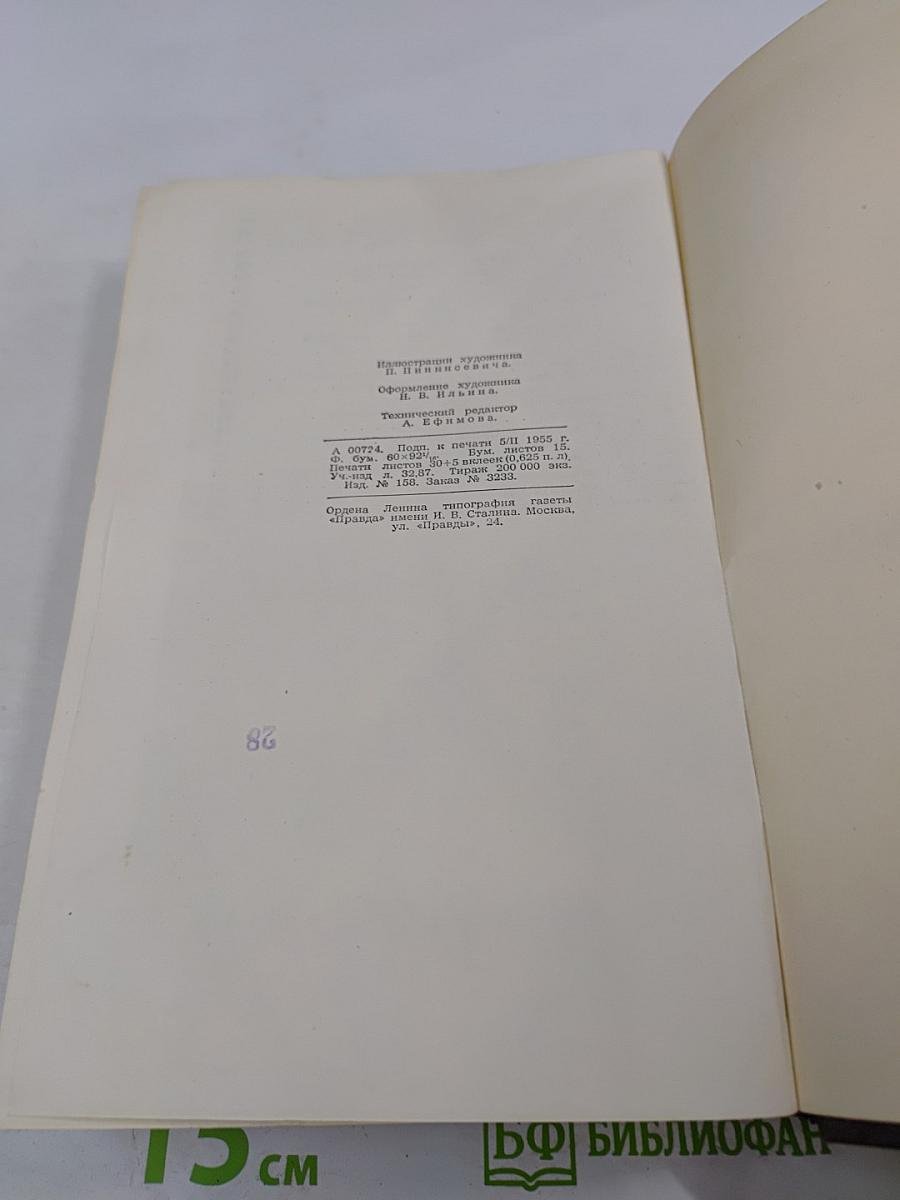 Иллюстрации художника
П. Пинкисевича.
Оформление художника
Н. В. Ильина.
Технический редактор
А. Ефимова.
А 00724. Подп. к печати 5/II 1955 г.
Ф. бум. 60×92¹/₁₆. Бум. листов 15.
Печати листов 30+5 вклеек (0,625 п. л).
Уч.-изд л. 32,87. Тираж 200 000 экз.
Изд. № 158. Заказ № 3233.
Ордена Ленина типография газеты
«Правда» имени И. В. Сталина. Москва,
ул. «Правды», 24.
28
15 см
БФ БИБЛИОФАН